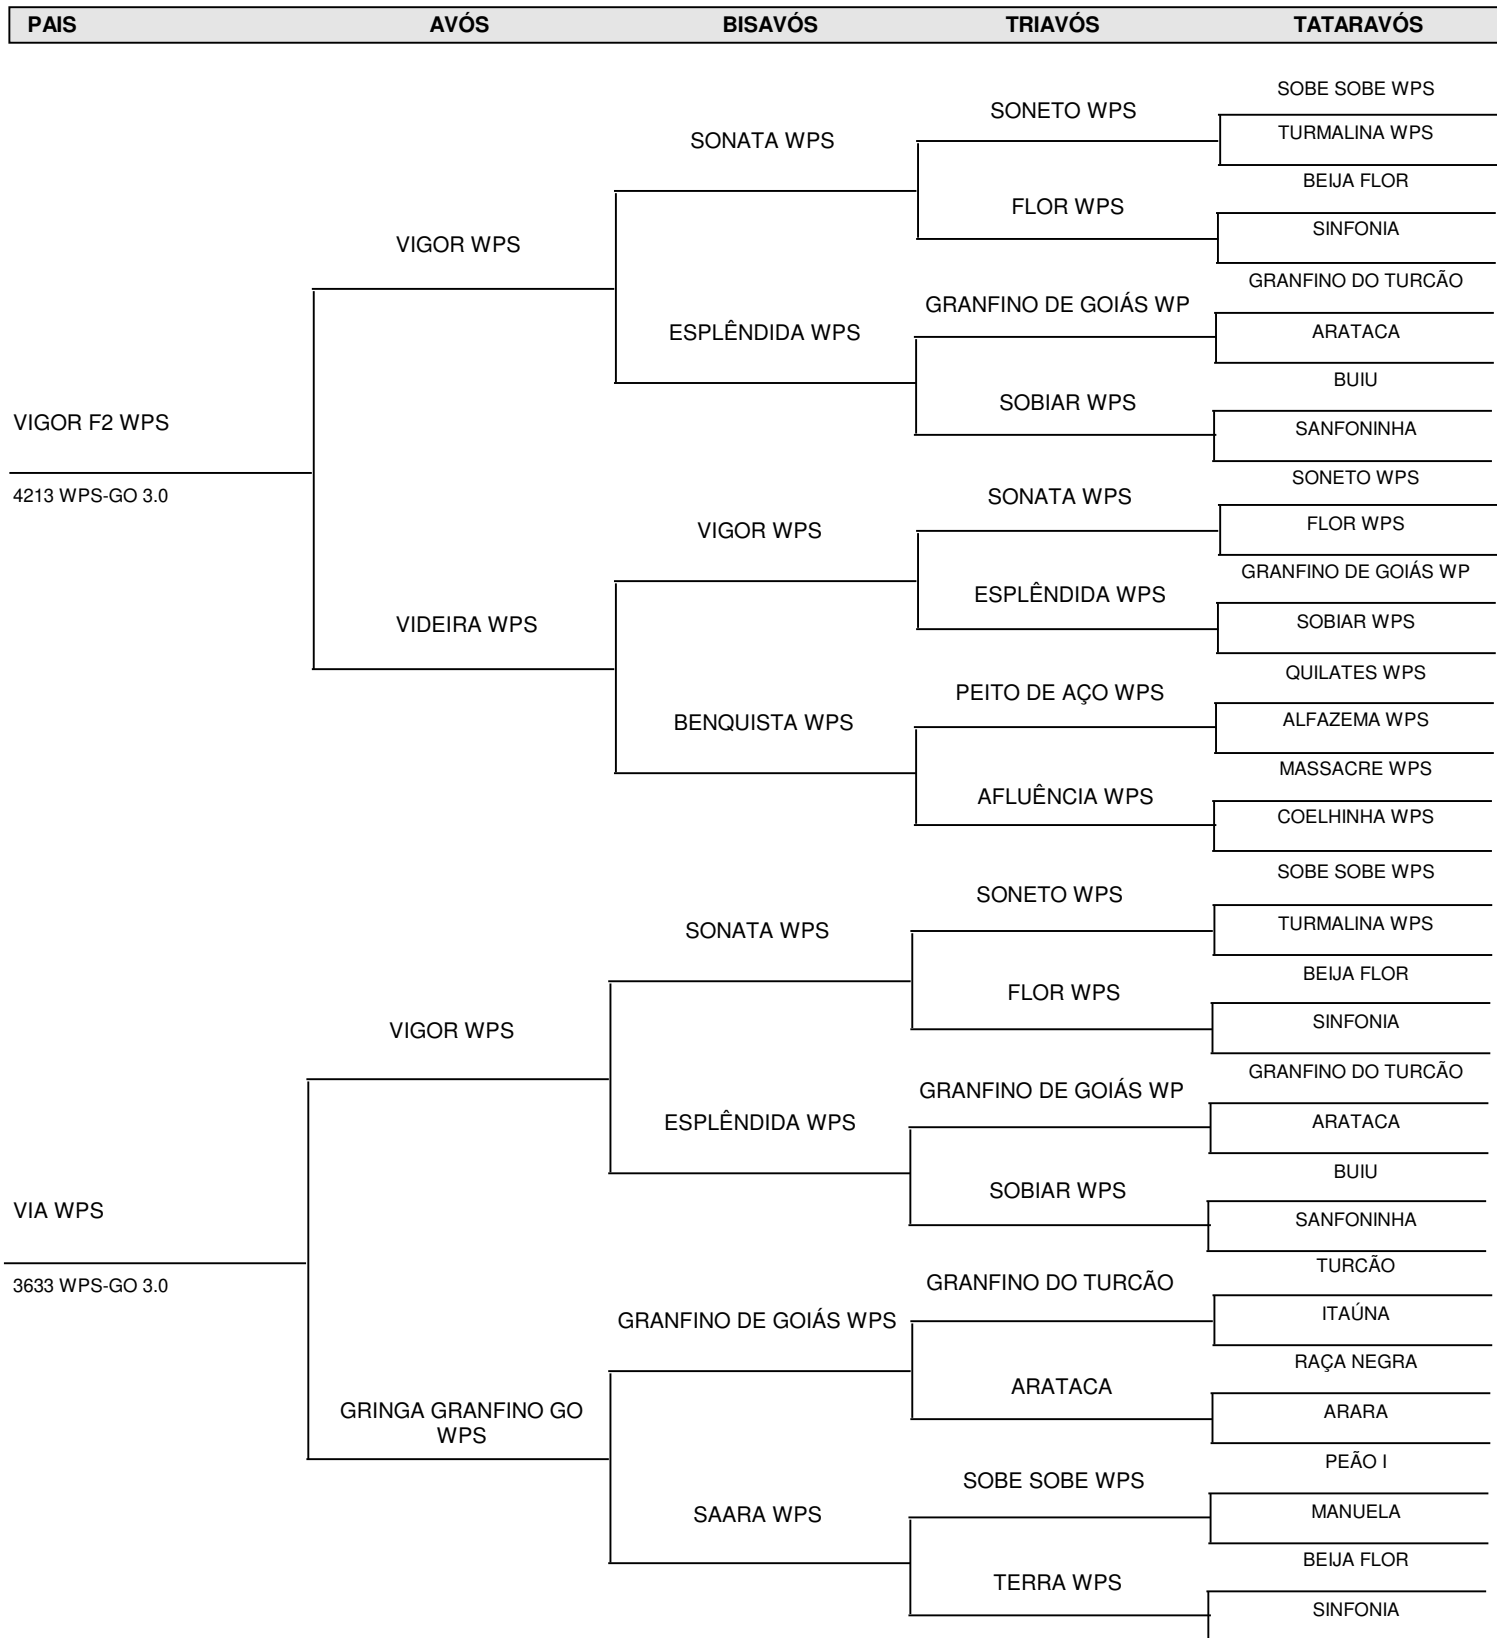 PAIS AVÓS BISAVÓS TRIAVÓS TATARAVÓS
SOBE SOBE WPS
SONETO WPS
TURMALINA WPS
SONATA WPS
BEIJA FLOR
FLOR WPS
SINFONIA
VIGOR WPS
GRANFINO DO TURCÃO
GRANFINO DE GOIÁS WP
ARATACA
ESPLÊNDIDA WPS
BUIU
SOBIAR WPS
VIGOR F2 WPS
SANFONINHA
SONETO WPS
4213 WPS-GO 3.0
SONATA WPS
FLOR WPS
VIGOR WPS
GRANFINO DE GOIÁS WP
ESPLÊNDIDA WPS
SOBIAR WPS
VIDEIRA WPS
QUILATES WPS
PEITO DE AÇO WPS
ALFAZEMA WPS
BENQUISTA WPS
MASSACRE WPS
AFLUÊNCIA WPS
COELHINHA WPS
SOBE SOBE WPS
SONETO WPS
TURMALINA WPS
SONATA WPS
BEIJA FLOR
FLOR WPS
SINFONIA
VIGOR WPS
GRANFINO DO TURCÃO
GRANFINO DE GOIÁS WP
ARATACA
ESPLÊNDIDA WPS
BUIU
SOBIAR WPS
VIA WPS
SANFONINHA
TURCÃO
3633 WPS-GO 3.0
GRANFINO DO TURCÃO
ITAÚNA
GRANFINO DE GOIÁS WPS
RAÇA NEGRA
ARATACA
GRINGA GRANFINO GO
WPS
ARARA
PEÃO I
SOBE SOBE WPS
MANUELA
SAARA WPS
BEIJA FLOR
TERRA WPS
SINFONIA